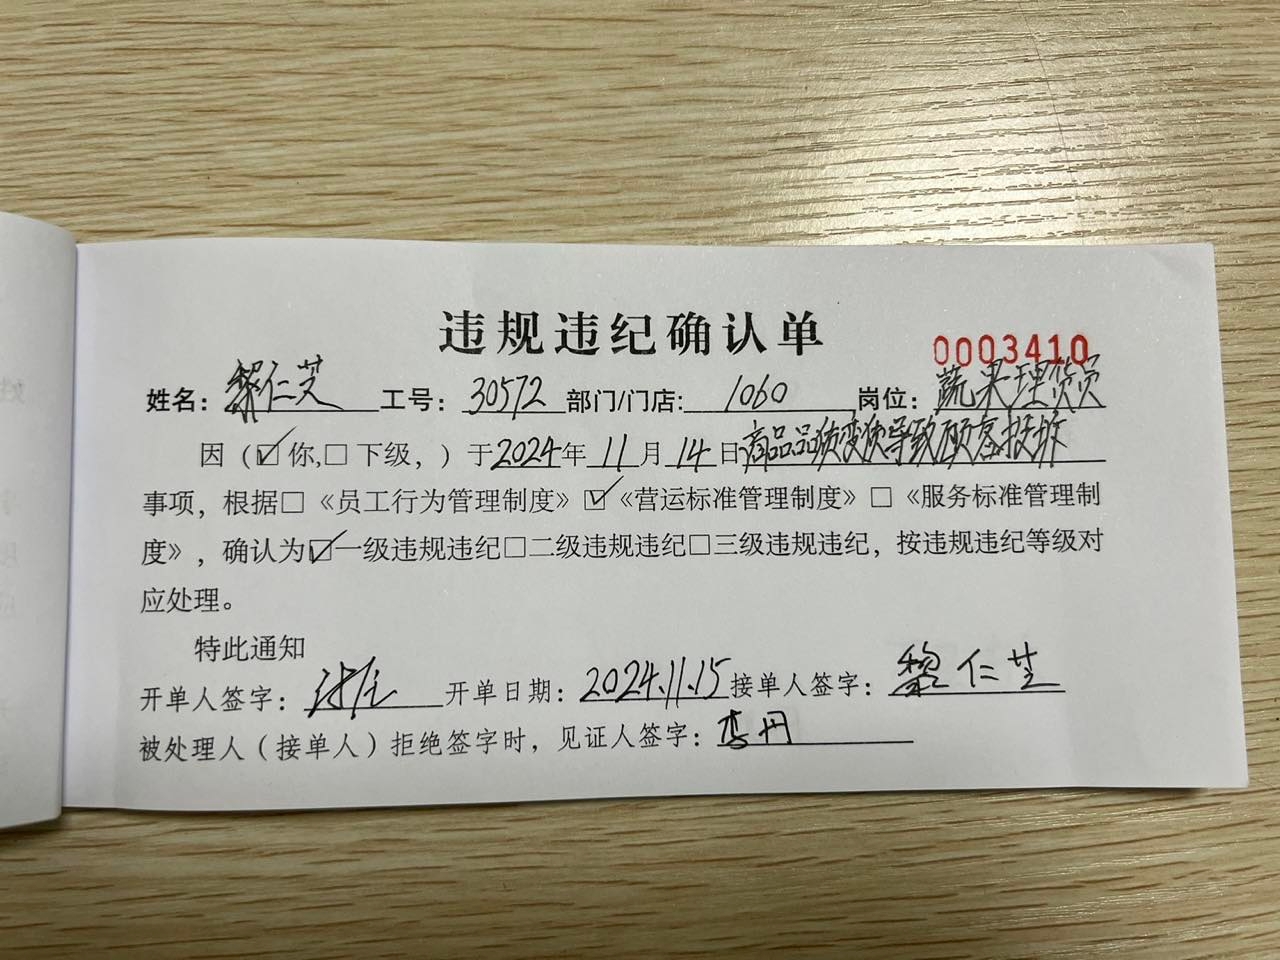 违规违纪确认单
0003410
姓名：黎仁芝 工号：30572 部门/门店：1060 岗位：蔬果理货员
因（☑你,□下级，）于2024年11月14日商品品质变质导致顾客投诉
事项，根据□《员工行为管理制度》☑《营运标准管理制度》□《服务标准管理制
度》，确认为☑一级违规违纪□二级违规违纪□三级违规违纪，按违规违纪等级对
应处理。
特此通知
开单人签字： 开单日期：2024.11.15 接单人签字：黎仁芝
被处理人（接单人）拒绝签字时，见证人签字：李丹